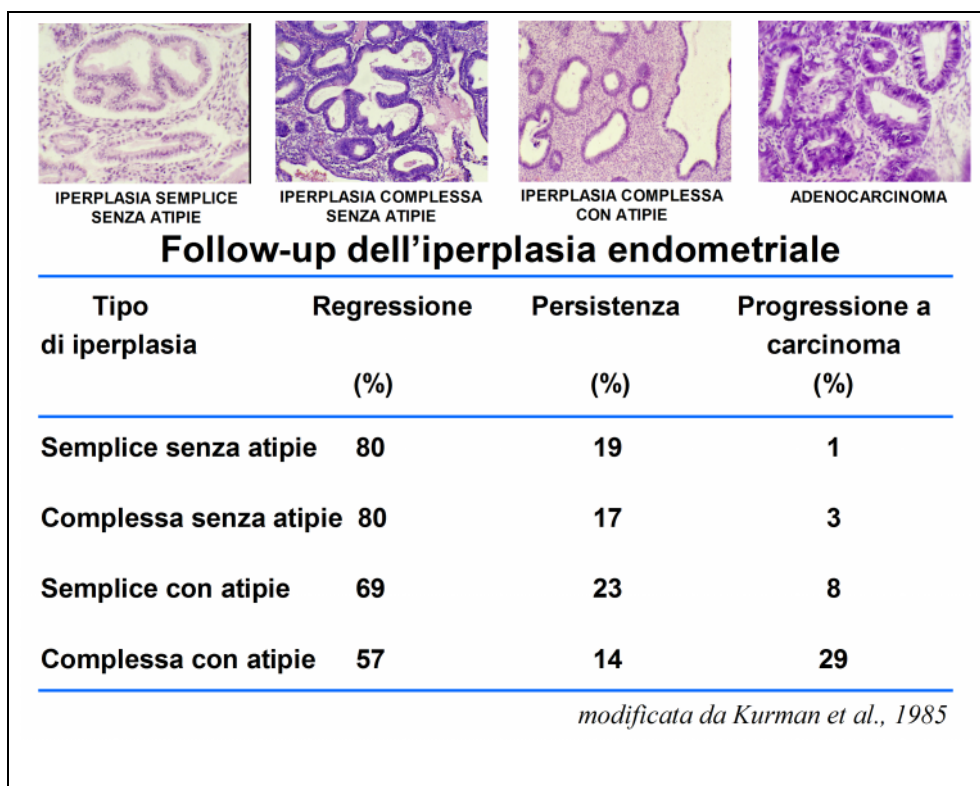 IPERPLASIA SEMPLICE
SENZA ATIPIE
IPERPLASIA COMPLESSA
SENZA ATIPIE
IPERPLASIA COMPLESSA
CON ATIPIE
ADENOCARCINOMA
Follow-up dell'iperplasia endometriale
Tipo Regressione Persistenza Progressione a
di iperplasia carcinoma
(%) (%) (%)
Semplice senza atipie 80 19 1
Complessa senza atipie 80 17 3
Semplice con atipie 69 23 8
Complessa con atipie 57 14 29
modificata da Kurman et al., 1985